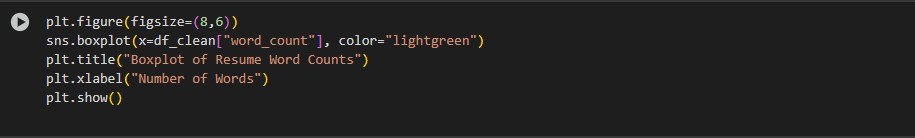 plt.figure(figsize=(8,6))
sns.boxplot(x=df_clean["word_count"], color="lightgreen")
plt.title("Boxplot of Resume Word Counts")
plt.xlabel("Number of Words")
plt.show()